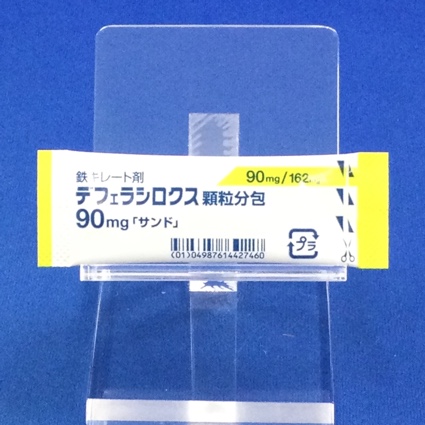 鉄キレート剤
90mg/162mg
デフェラシロクス顆粒分包
90mg「サンド」
(01)04987614427460
プラ